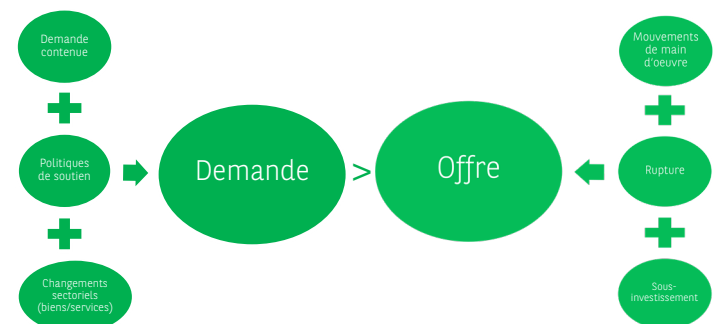 Demande
contenue
Politiques
de soutien
Changements
sectoriels
(biens/services)
Demande
>
Offre
Mouvements
de main
d'oeuvre
Rupture
Sous-
investissement